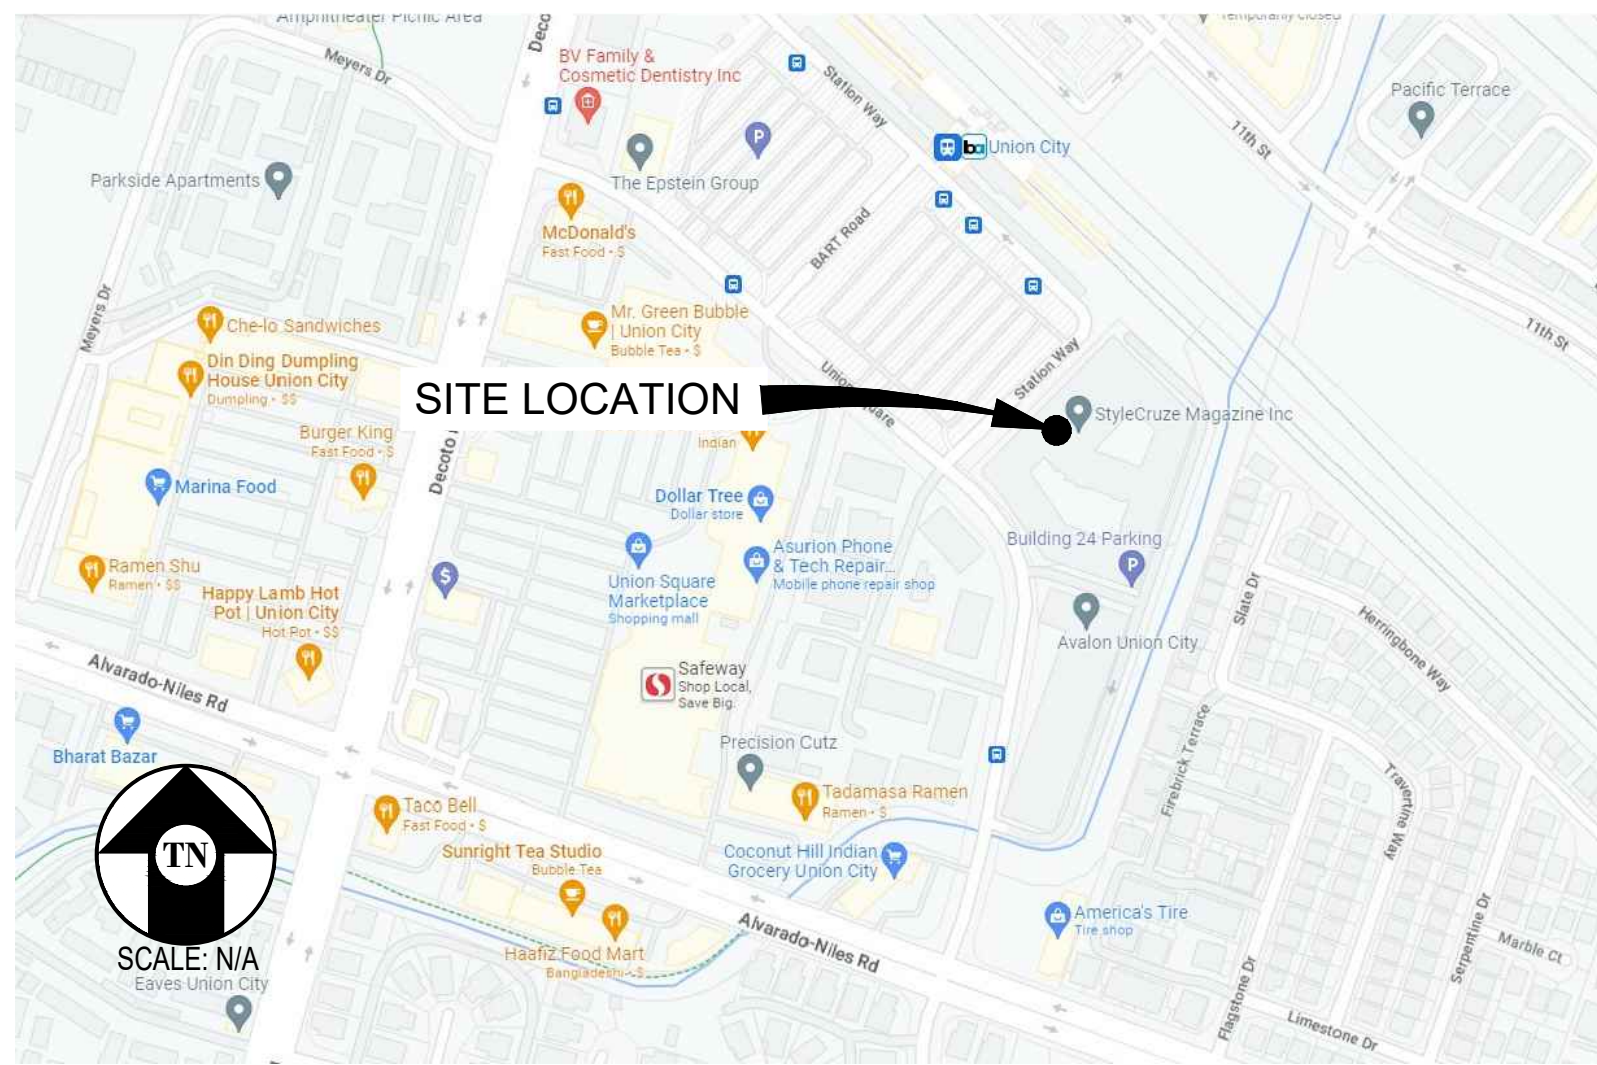 Amphitheater Picnic Area
Temporarily closed
Deco
Meyers Dr
BV Family &
Cosmetic Dentistry Inc
Station Way
Pacific Terrace
11th St
P
ba
Union City
Parkside Apartments
The Epstein Group
McDonald's
Fast Food • $
BART Road
Meyers Dr
Che-lo Sandwiches
Mr. Green Bubble
| Union City
Bubble Tea • $
11th St
Din Ding Dumpling
House Union City
Dumpling • $$
Union Square
Station Way
SITE LOCATION
StyleCruze Magazine Inc
Burger King
Fast Food • $
Indian
Decoto
Marina Food
Dollar Tree
Dollar store
Building 24 Parking
P
Asurion Phone
& Tech Repair...
Mobile phone repair shop
Ramen Shu
Ramen • $$
$
Union Square
Marketplace
Shopping mall
Happy Lamb Hot
Pot | Union City
Hot Pot • $$
Slate Dr
Herringbone Way
Avalon Union City
Alvarado-Niles Rd
Safeway
Shop Local,
Save Big.
Bharat Bazar
Precision Cutz
Firebrick Terrace
Travertine Way
Tadamasa Ramen
Ramen • $
Taco Bell
Fast Food • $
TN
Sunright Tea Studio
Bubble Tea
Coconut Hill Indian
Grocery Union City
America's Tire
Tire shop
Alvarado-Niles Rd
Haafiz Food Mart
Bangladeshi • $
Serpentine Dr
Marble Ct
SCALE: N/A
Eaves Union City
Flagstone Dr
Limestone Dr